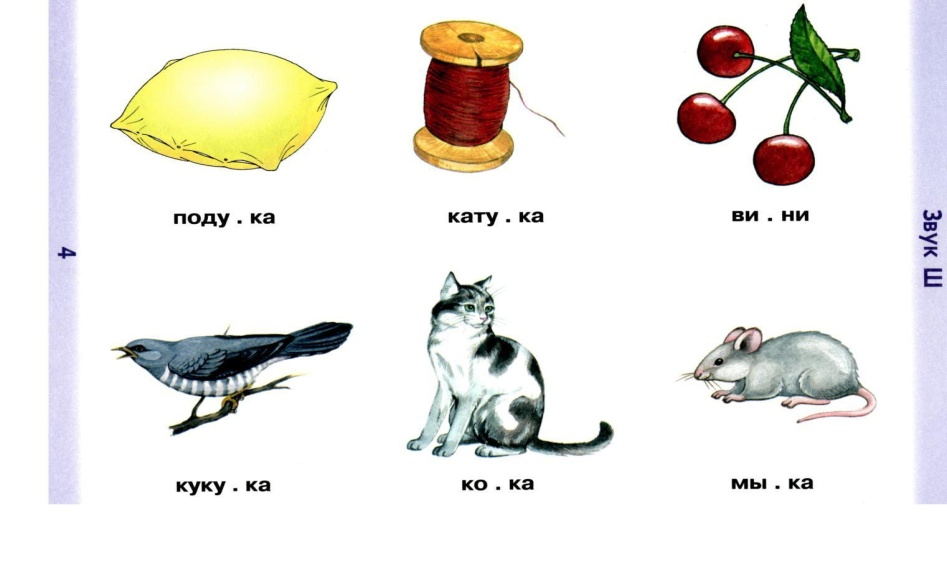 поду . ка
кату . ка
ви . ни
4
Звук Ш
куку . ка
ко . ка
мы . ка